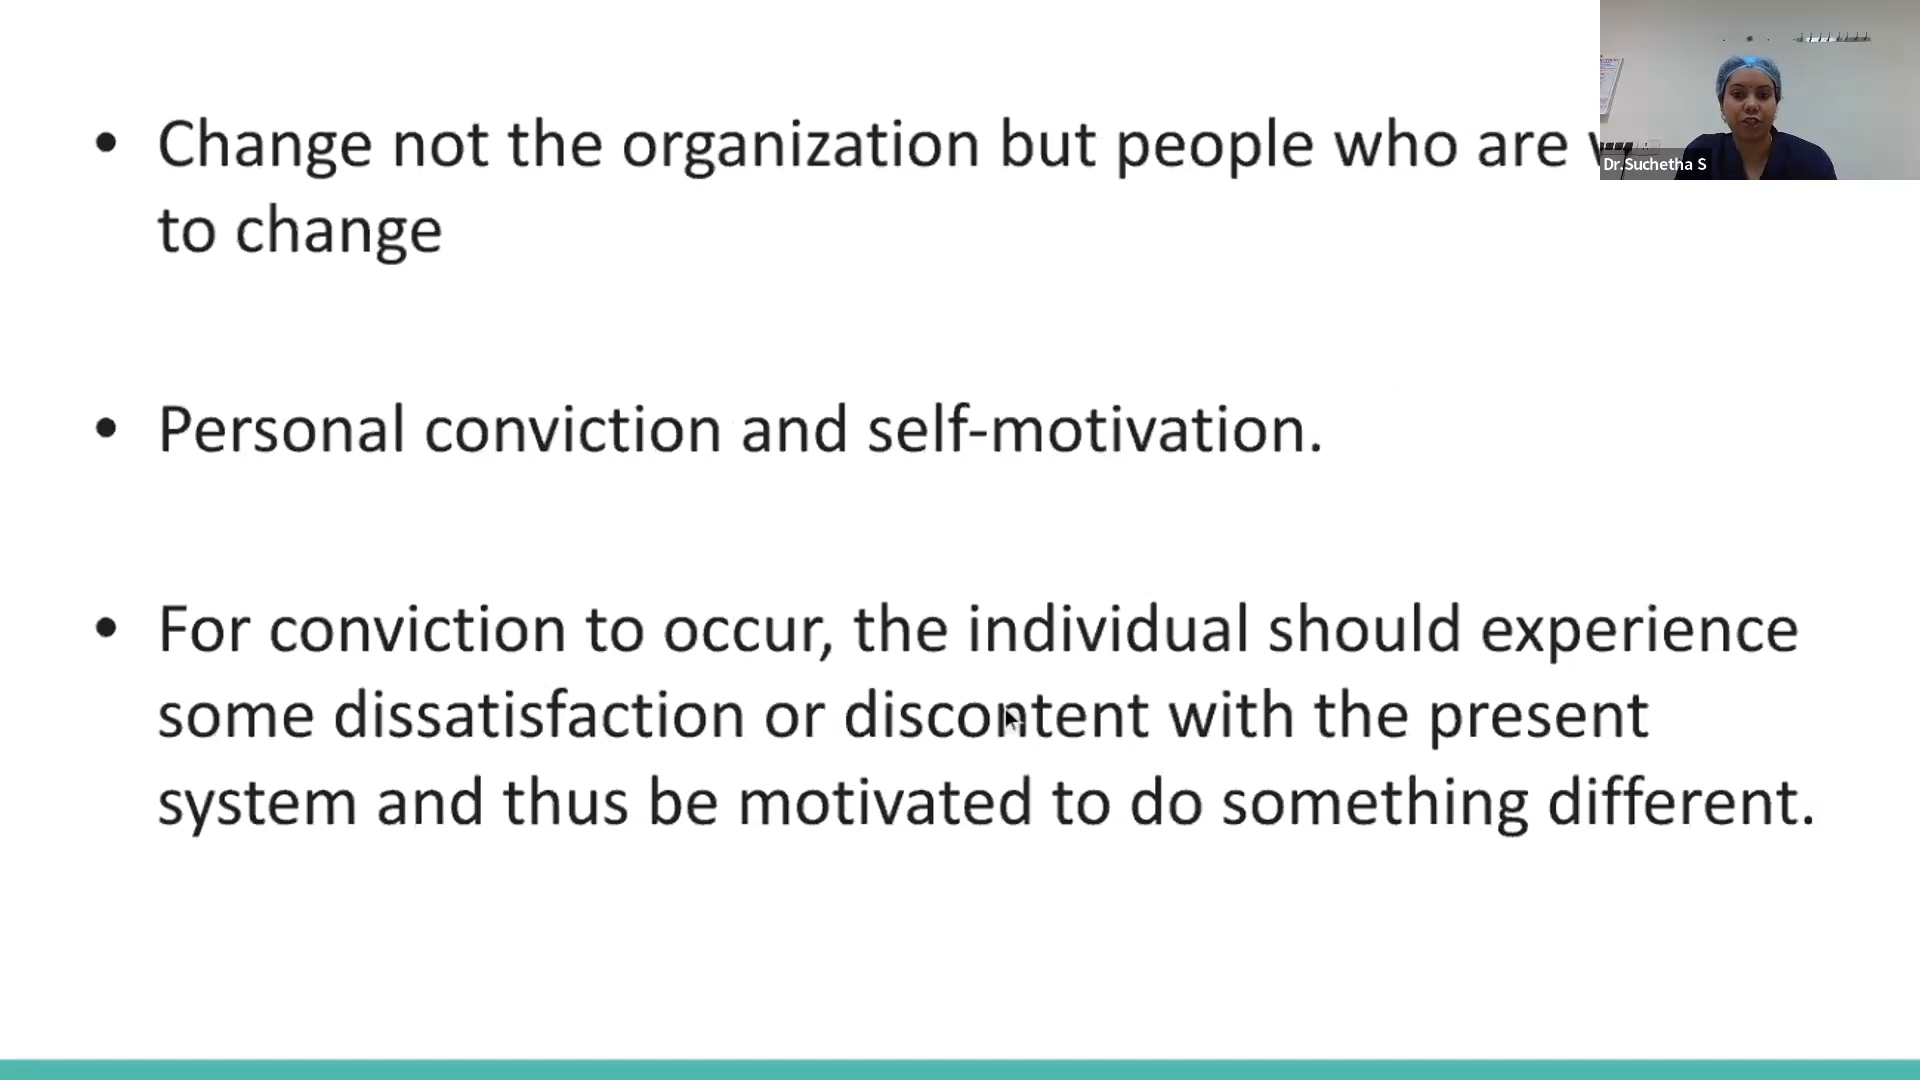 • Change not the organization but people who are
to change
• Personal conviction and self-motivation.
• For conviction to occur, the individual should experience
some dissatisfaction or discontent with the present
system and thus be motivated to do something different.
Dr.Suchetha S